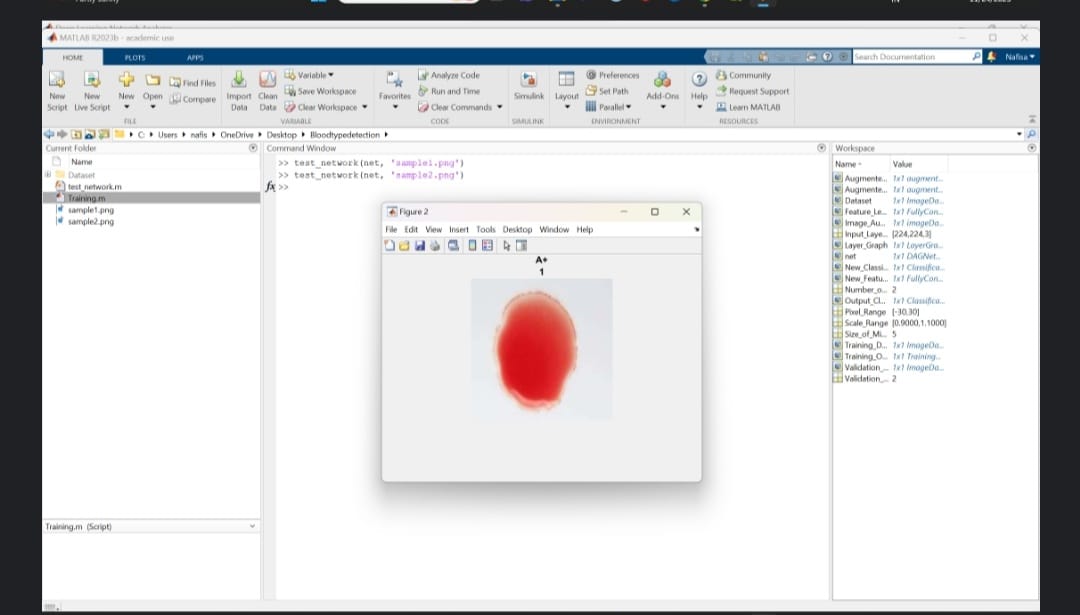 MATLAB R2023b - academic use
HOME PLOTS APPS
Search Documentation
Nafisa
New Script
New Live Script
New
Open
Find Files
Compare
Import Data
Clean Data
Variable
Save Workspace
Clear Workspace
Favorites
Analyze Code
Run and Time
Clear Commands
Simulink
Layout
Preferences
Set Path
Parallel
Add-Ons
Help
Community
Request Support
Learn MATLAB
FILE VARIABLE CODE SIMULINK ENVIRONMENT RESOURCES
C: Users nafis OneDrive Desktop Bloodtypedetection
Current Folder
Name
Dataset
test_network.m
Training.m
sample1.png
sample2.png
Training.m (Script)
Command Window
>> test_network(net, 'sample1.png')
>> test_network(net, 'sample2.png')
fx >>
Figure 2
File Edit View Insert Tools Desktop Window Help
A+
1
Workspace
Name Value
Augmente... 1x1 augment...
Augmente... 1x1 augment...
Dataset 1x1 ImageDa...
Feature_Le... 1x1 FullyCon...
Image_Au... 1x1 imageDa...
Input_Laye... [224,224,3]
Layer_Graph 1x1 LayerGra...
net 1x1 DAGNet...
New_Classi... 1x1 Classifica...
New_Featu... 1x1 FullyCon...
Number_o... 2
Output_Cl... 1x1 Classifica...
Pixel_Range [-30,30]
Scale_Range [0.9000,1.1000]
Size_of_Mi... 5
Training_D... 1x1 ImageDa...
Training_O... 1x1 Training...
Validation_... 1x1 ImageDa...
Validation_... 2